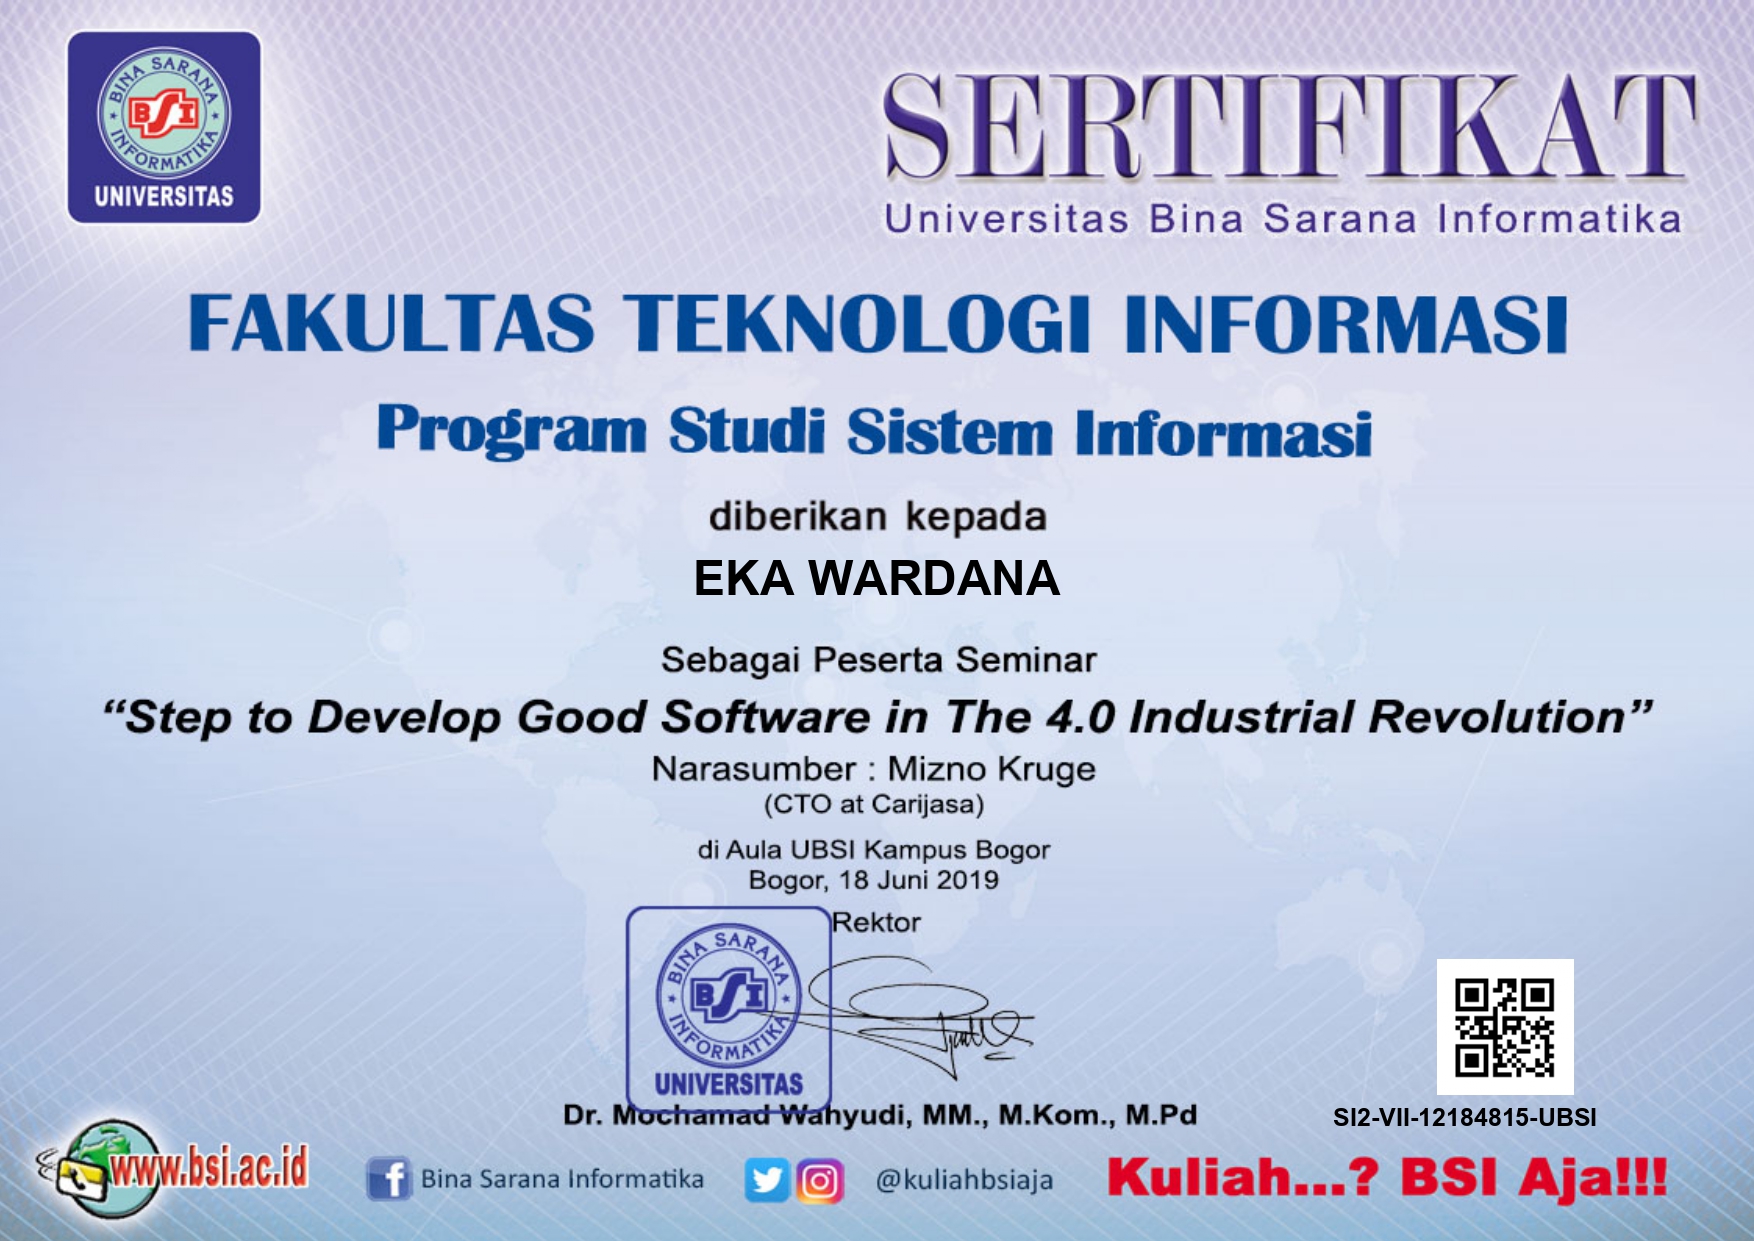 BINA SARANA
BSI
INFORMATIKA
UNIVERSITAS
SERTIFIKAT
Universitas Bina Sarana Informatika
FAKULTAS TEKNOLOGI INFORMASI
Program Studi Sistem Informasi
diberikan kepada
EKA WARDANA
Sebagai Peserta Seminar
“Step to Develop Good Software in The 4.0 Industrial Revolution”
Narasumber : Mizno Kruge
(CTO at Carijasa)
di Aula UBSI Kampus Bogor
Bogor, 18 Juni 2019
Rektor
BINA SARANA
BSI
INFORMATIKA
UNIVERSITAS
Dr. Mochamad Wahyudi, MM., M.Kom., M.Pd
SI2-VII-12184815-UBSI
www.bsi.ac.id
Bina Sarana Informatika
@kuliahbsiaja
Kuliah...? BSI Aja!!!